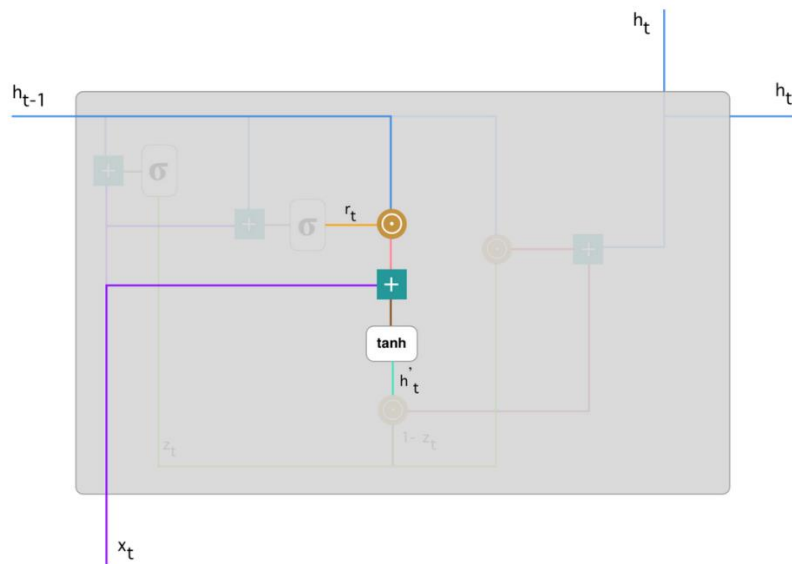 h_t
h_t-1
h_t
σ
r_t
σ
+
+
+
+
tanh
h'_t
1- z_t
z_t
x_t